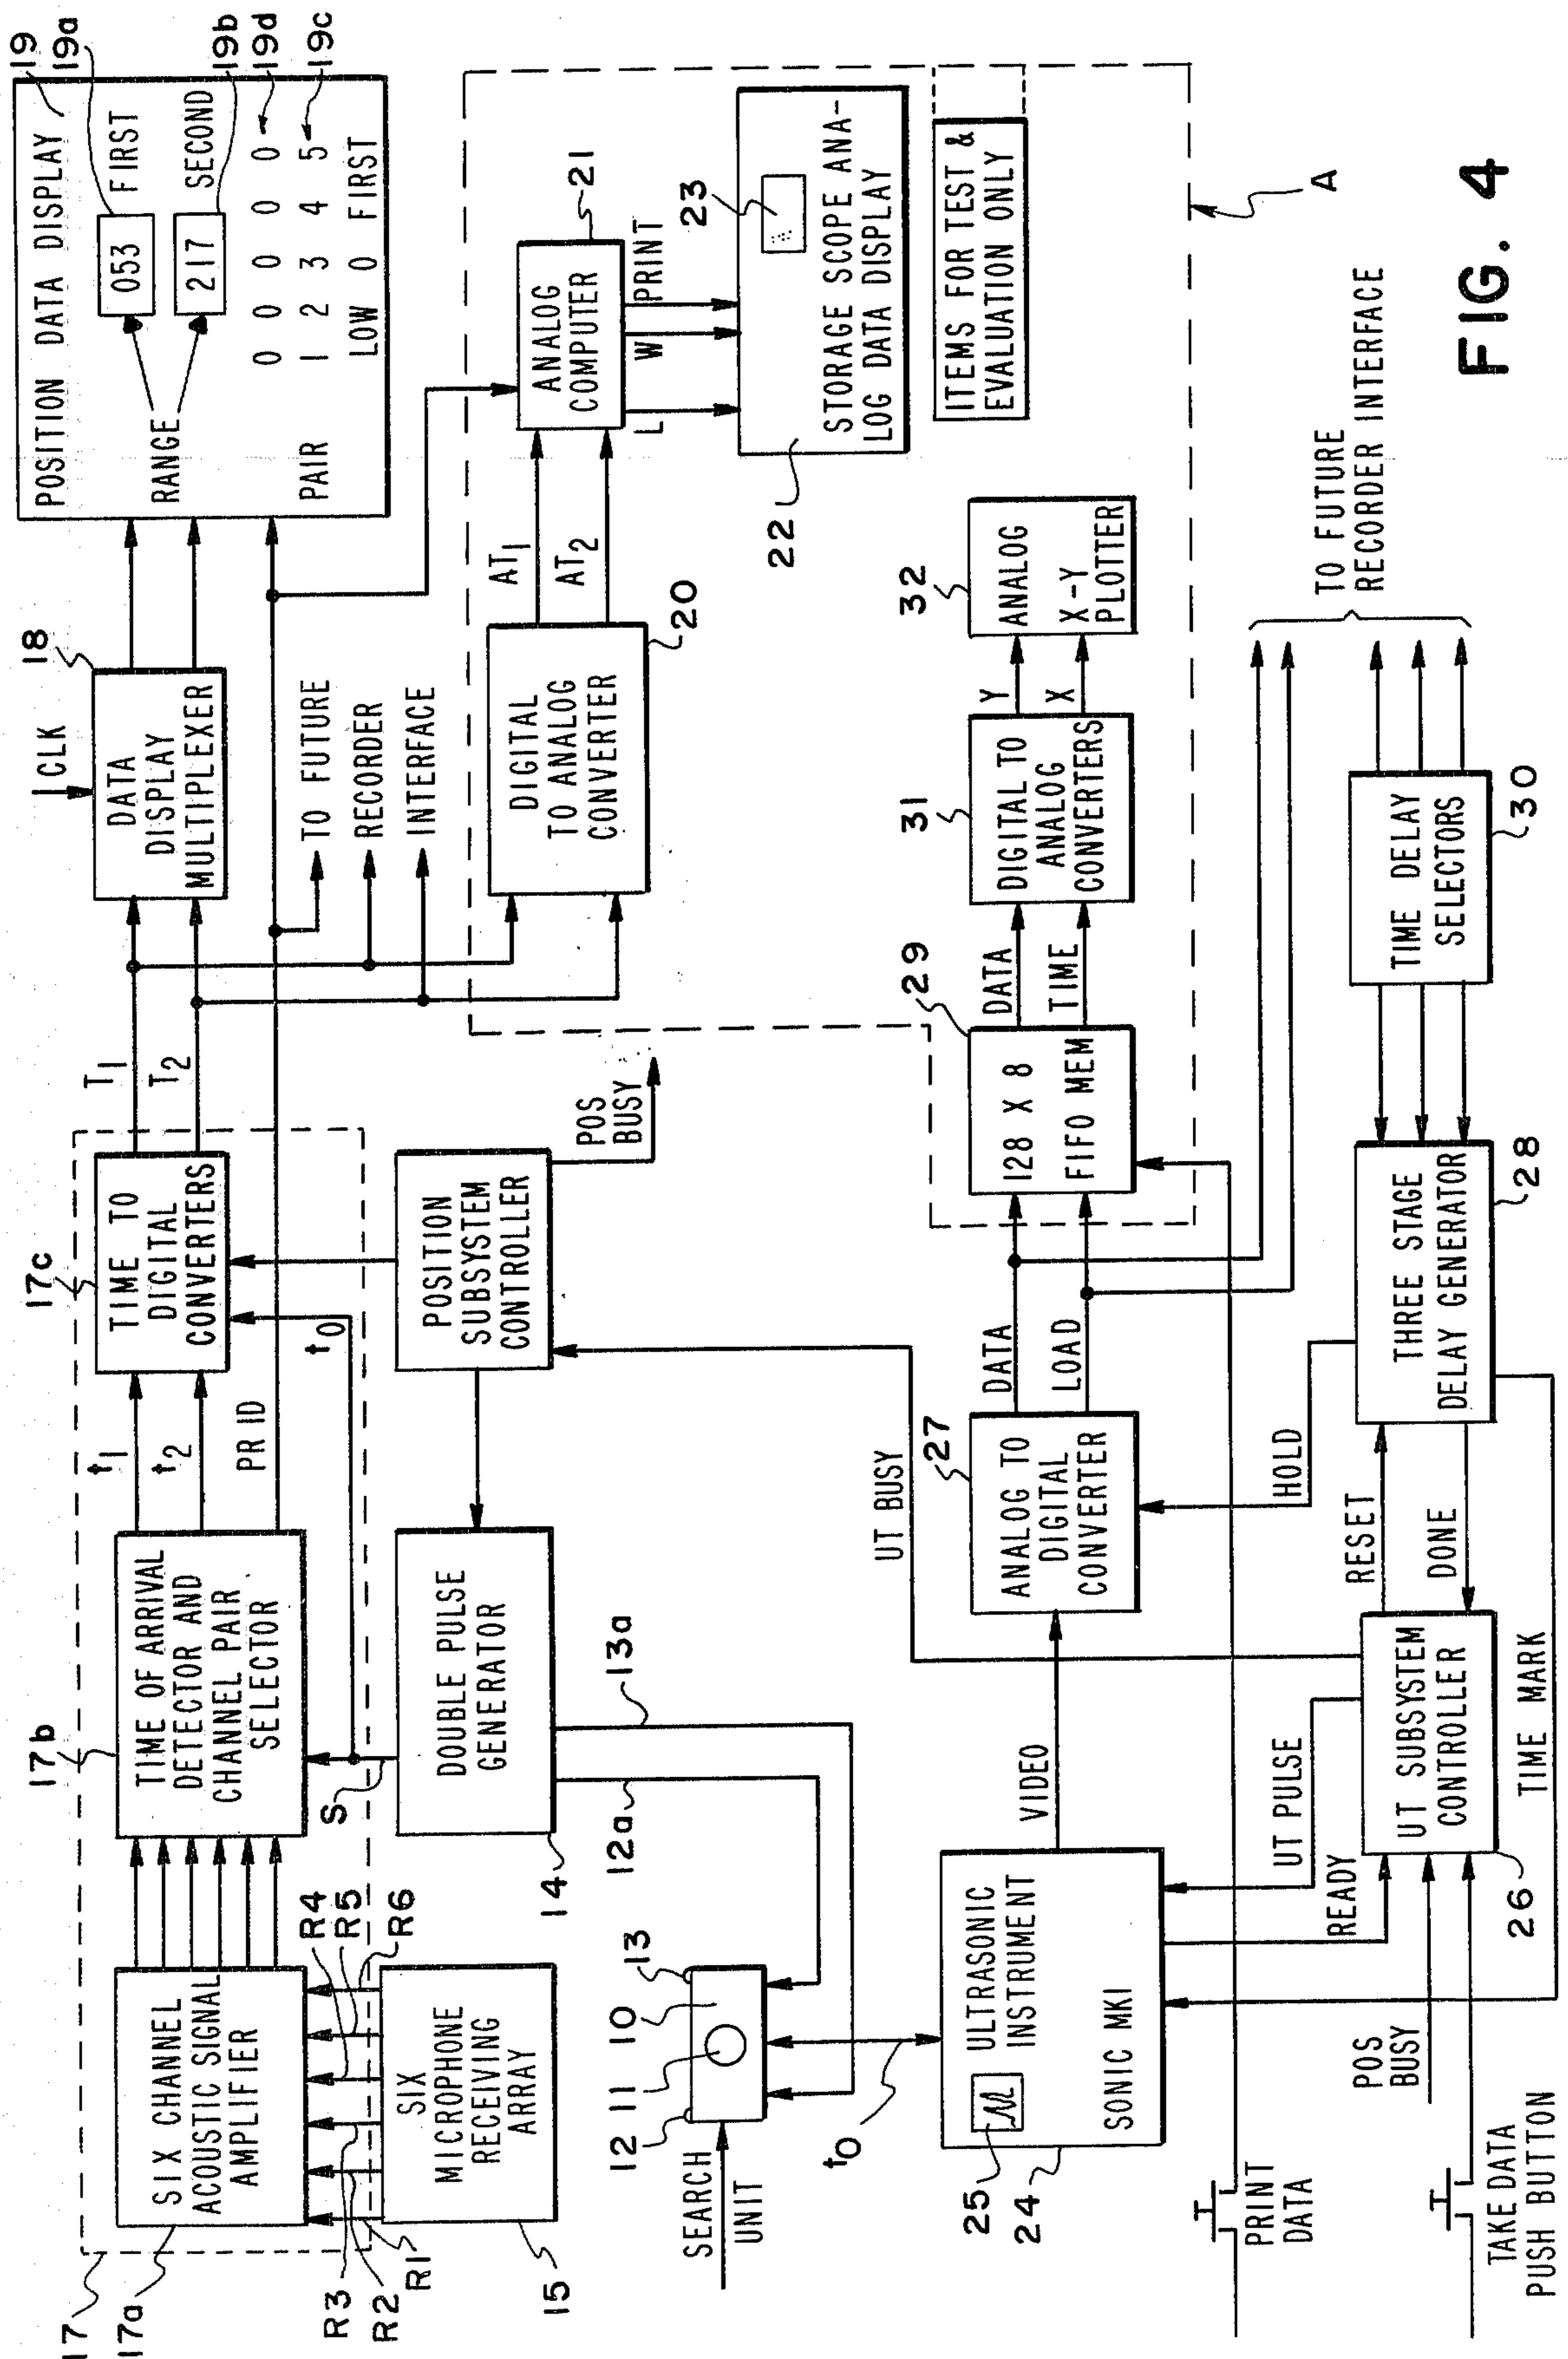 17
17a
SIX CHANNEL
ACOUSTIC SIGNAL
AMPLIFIER
R3
R2
R1
R4
R5
R6
15
SIX
MICROPHONE
RECEIVING
ARRAY
17b
TIME OF ARRIVAL
DETECTOR AND
CHANNEL PAIR
SELECTOR
t1
t2
PR ID
S
t0
17c
TIME TO
DIGITAL
CONVERTERS
T1
T2
14
DOUBLE PULSE
GENERATOR
12a
13a
POSITION
SUBSYSTEM
CONTROLLER
POS
BUSY
CLK
18
DATA
DISPLAY
MULTIPLEXER
TO FUTURE
RECORDER
INTERFACE
19
19a
19b
19d
19c
POSITION DATA DISPLAY
RANGE
053
FIRST
217
SECOND
0 0 0 0 0
PAIR 1 2 3 4 5
LOW 0 FIRST
DIGITAL
TO ANALOG
CONVERTER
20
AT1
AT2
ANALOG
COMPUTER
21
L
W
PRINT
22
23
STORAGE SCOPE ANA-
LOG DATA DISPLAY
ITEMS FOR TEST &
EVALUATION ONLY
A
SEARCH
UNIT
12
11
10
13
t0
24
25
ULTRASONIC
INSTRUMENT
SONIC MKI
VIDEO
UT BUSY
27
ANALOG TO
DIGITAL
CONVERTER
DATA
LOAD
29
128 X 8
FIFO MEM
DATA
TIME
31
DIGITAL TO
ANALOG
CONVERTERS
Y
X
32
ANALOG
X-Y
PLOTTER
PRINT
DATA
TAKE DATA
PUSH BUTTON
POS
BUSY
UT PULSE
READY
26
UT SUBSYSTEM
CONTROLLER
TIME MARK
RESET
DONE
HOLD
THREE STAGE
DELAY GENERATOR
28
TIME DELAY
SELECTORS
30
TO FUTURE
RECORDER INTERFACE
FIG. 4